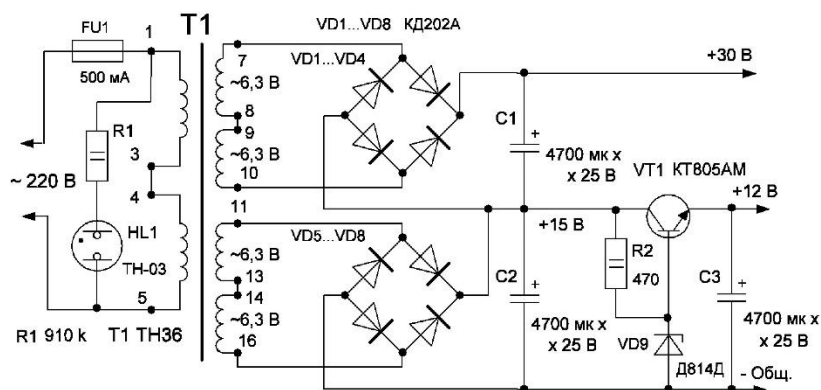 T1
FU1
1
500 мА
R1
3
~ 220 В
4
HL1
ТН-03
5
R1 910 k
T1 ТН36
7
~6,3 В
8
9
~6,3 В
10
11
~6,3 В
13
14
~6,3 В
16
VD1...VD8 КД202А
VD1...VD4
VD5...VD8
+30 В
C1
+
4700 мк х
х 25 В
VT1 КТ805АМ
+12 В
+15 В
R2
470
C2
+
4700 мк х
х 25 В
C3
+
4700 мк х
х 25 В
VD9
Д814Д
- Общ.